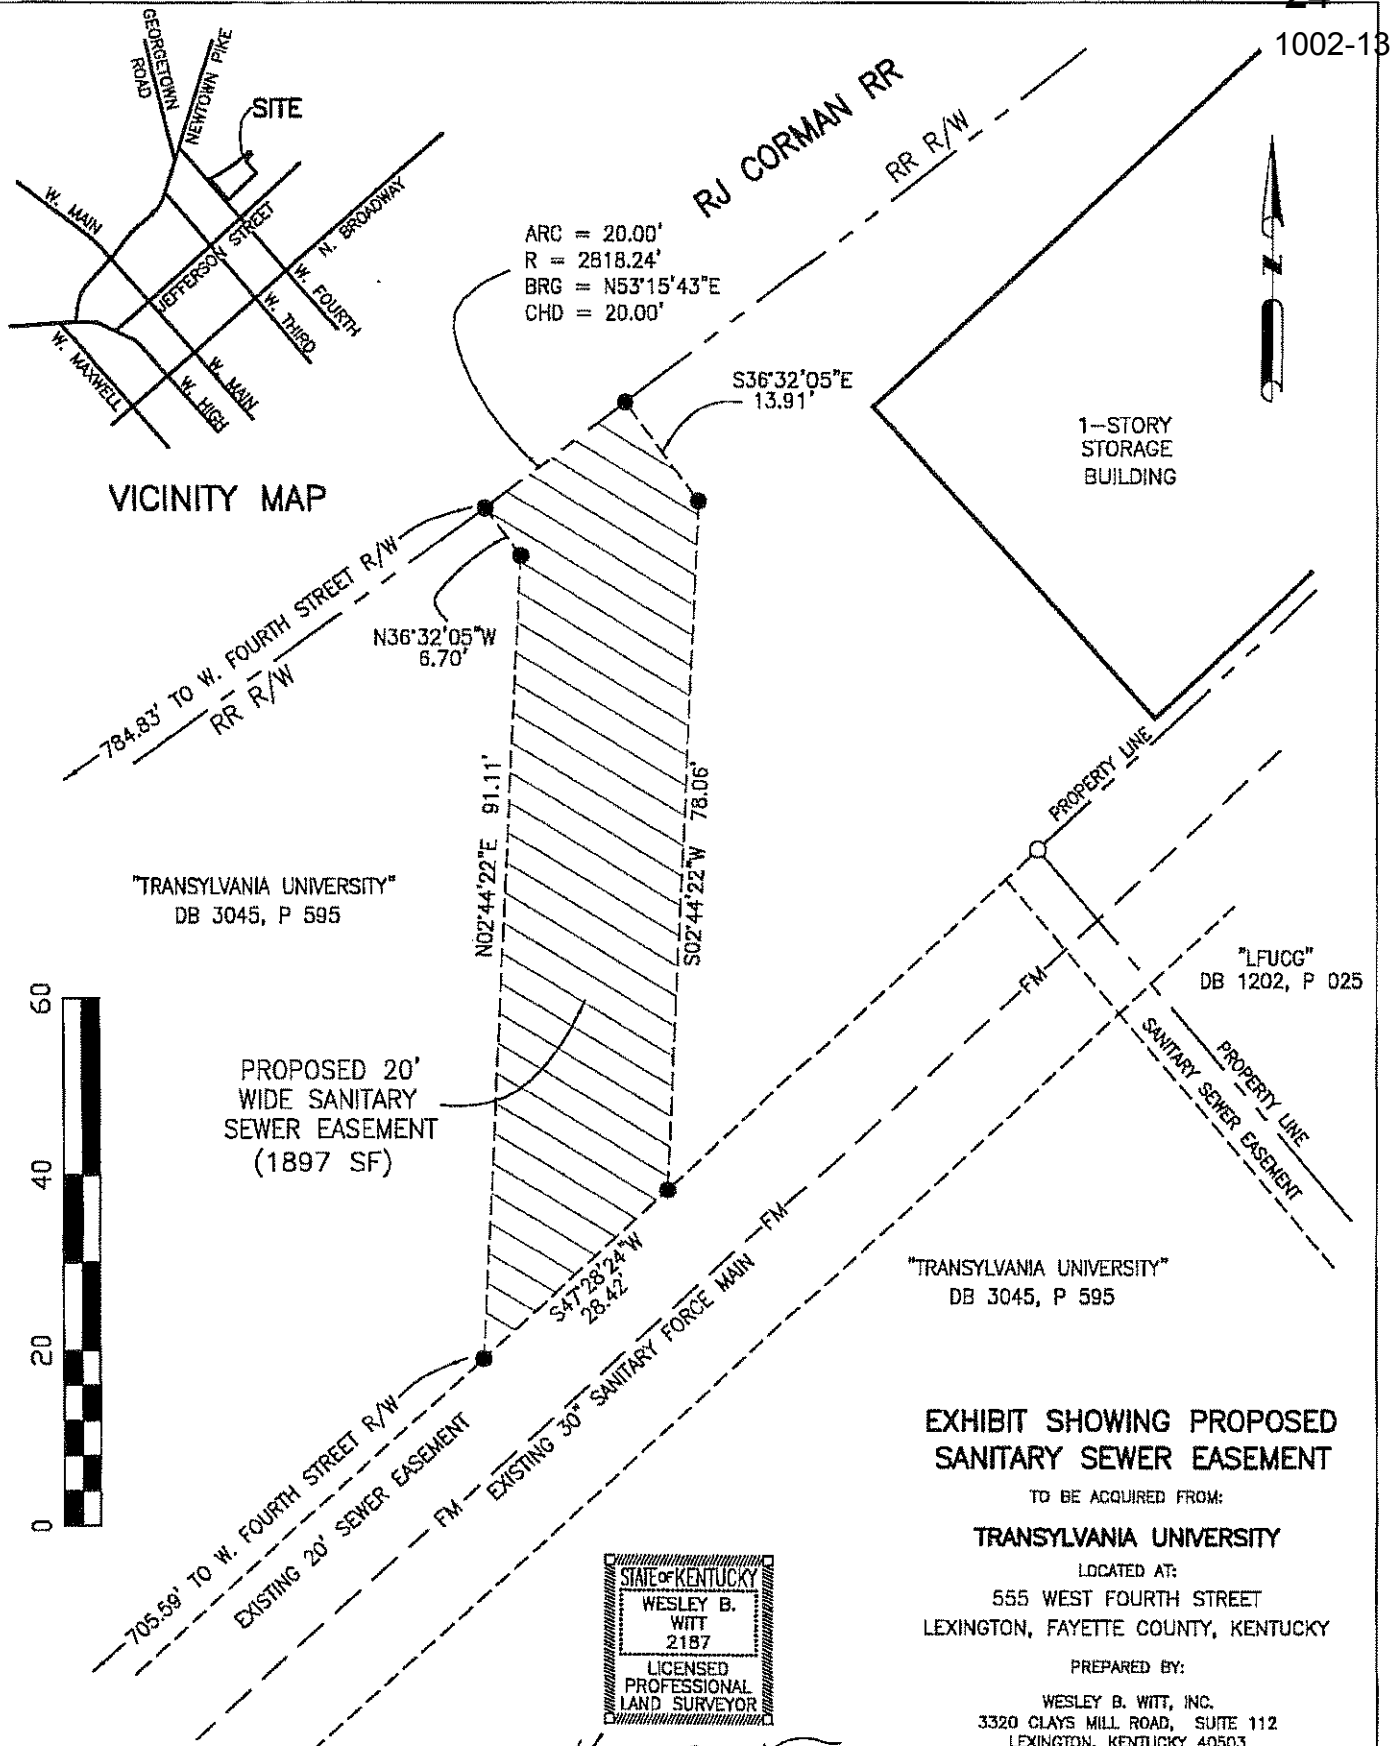 1002-13
GEORGETOWN
ROAD
NEWTOWN PIKE
SITE
W. MAIN
JEFFERSON STREET
N. BROADWAY
W. FOURTH
W. THIRD
W. MAXWELL
W. MAIN
W. HIGH
VICINITY MAP
RJ CORMAN RR
RR R/W
ARC = 20.00'
R = 2818.24'
BRG = N53°15'43"E
CHD = 20.00'
S36°32'05"E
13.91'
N
1-STORY
STORAGE
BUILDING
784.83' TO W. FOURTH STREET R/W
RR R/W
N36°32'05"W
6.70'
N02°44'22"E 91.11'
S02°44'22"W 78.06'
PROPERTY LINE
"TRANSYLVANIA UNIVERSITY"
DB 3045, P 595
"LFUCG"
DB 1202, P 025
FM
PROPERTY LINE
SANITARY SEWER EASEMENT
60
40
20
0
PROPOSED 20'
WIDE SANITARY
SEWER EASEMENT
(1897 SF)
S47°28'24"W
28.42'
FM
"TRANSYLVANIA UNIVERSITY"
DB 3045, P 595
705.59' TO W. FOURTH STREET R/W
EXISTING 20' SEWER EASEMENT
FM
EXISTING 30" SANITARY FORCE MAIN
EXHIBIT SHOWING PROPOSED
SANITARY SEWER EASEMENT
TO BE ACQUIRED FROM:
TRANSYLVANIA UNIVERSITY
LOCATED AT:
555 WEST FOURTH STREET
LEXINGTON, FAYETTE COUNTY, KENTUCKY
PREPARED BY:
WESLEY B. WITT, INC.
3320 CLAYS MILL ROAD, SUITE 112
LEXINGTON, KENTUCKY 40503
STATE OF KENTUCKY
WESLEY B.
WITT
2187
LICENSED
PROFESSIONAL
LAND SURVEYOR